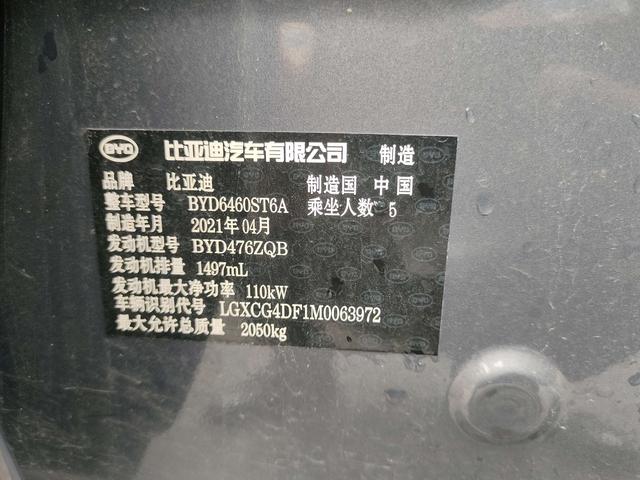 BYD 比亚迪汽车有限公司 制造
品牌 比亚迪 制造国 中国
整车型号 BYD6460ST6A 乘坐人数 5
制造年月 2021年04月
发动机型号 BYD476ZQB
发动机排量 1497mL
发动机最大净功率 110kW
车辆识别代号 LGXCG4DF1M0063972
最大允许总质量 2050kg